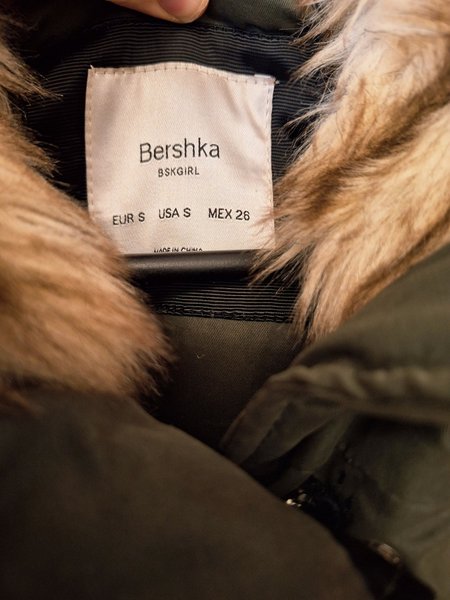 Bershka
BSKGIRL
EUR S USA S MEX 26
MADE IN CHINA